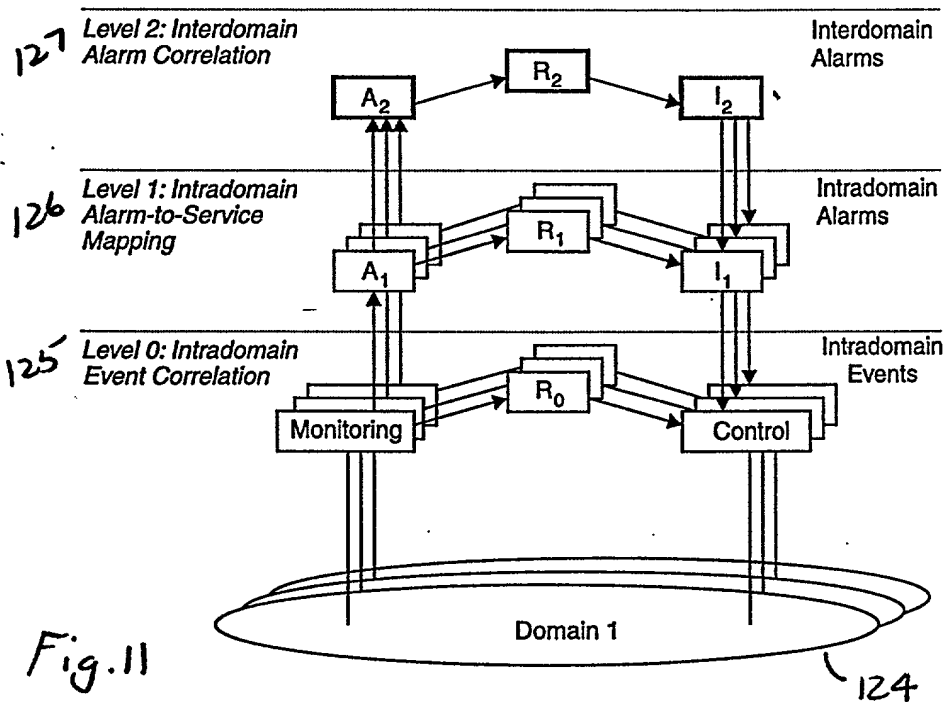 127
Level 2: Interdomain
Alarm Correlation
Interdomain
Alarms
A2
R2
I2
126
Level 1: Intradomain
Alarm-to-Service
Mapping
Intradomain
Alarms
A1
R1
I1
125
Level 0: Intradomain
Event Correlation
Intradomain
Events
Monitoring
R0
Control
Domain 1
Fig. 11
124